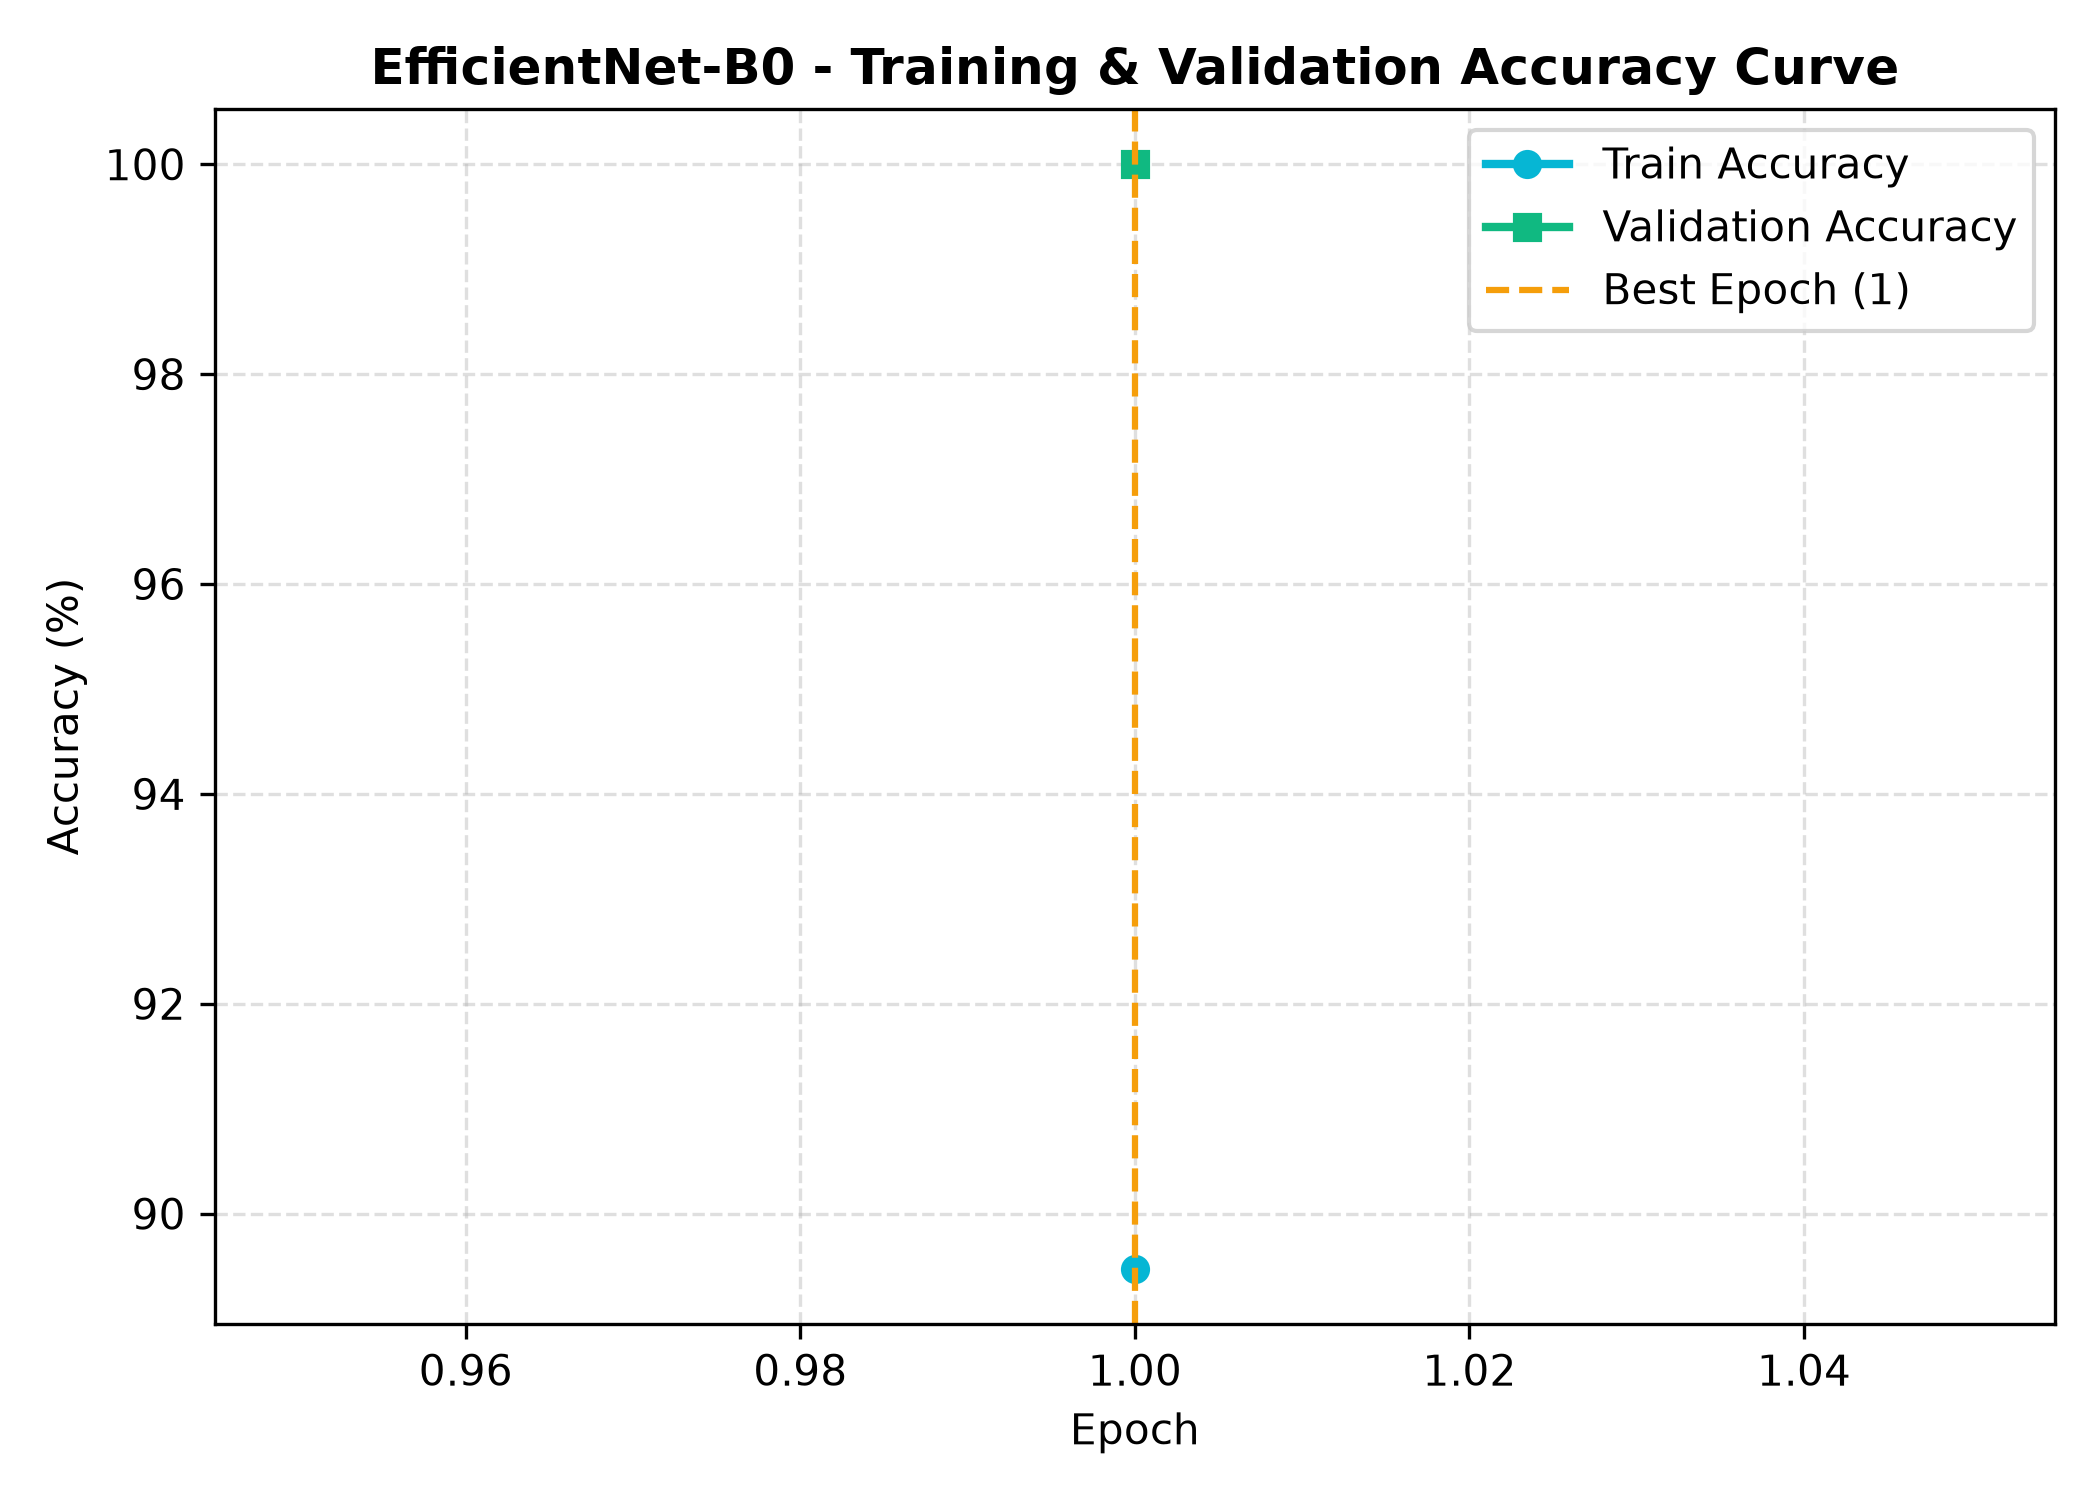 EfficientNet-B0 - Training & Validation Accuracy Curve
Train Accuracy
Validation Accuracy
Best Epoch (1)
Accuracy (%)
100
98
96
94
92
90
0.96 0.98 1.00 1.02 1.04
Epoch